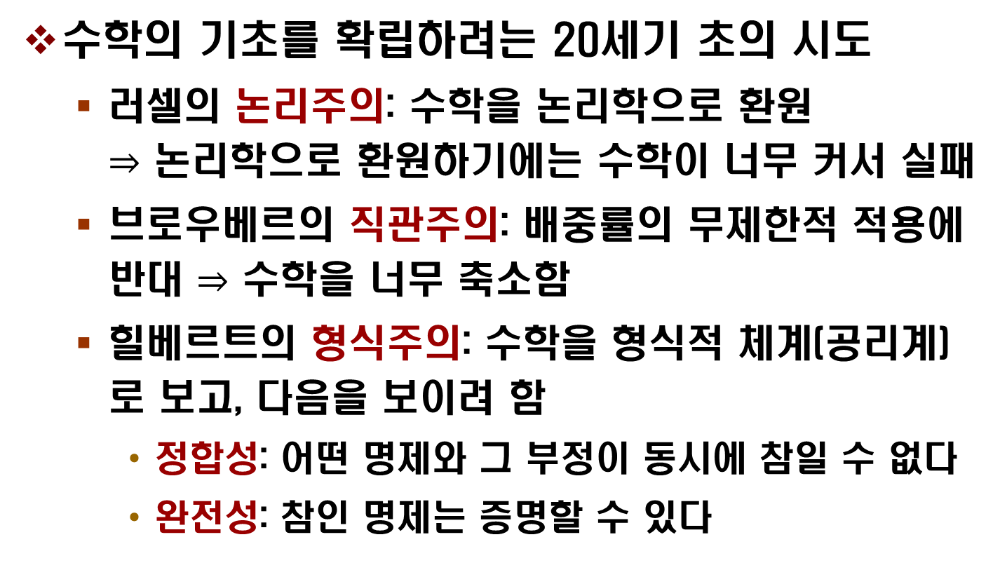 ❖수학의 기초를 확립하려는 20세기 초의 시도
▪ 러셀의 논리주의: 수학을 논리학으로 환원
⇒ 논리학으로 환원하기에는 수학이 너무 커서 실패
▪ 브로우베르의 직관주의: 배중률의 무제한적 적용에
반대 ⇒ 수학을 너무 축소함
▪ 힐베르트의 형식주의: 수학을 형식적 체계(공리계)
로 보고, 다음을 보이려 함
• 정합성: 어떤 명제와 그 부정이 동시에 참일 수 없다
• 완전성: 참인 명제는 증명할 수 있다